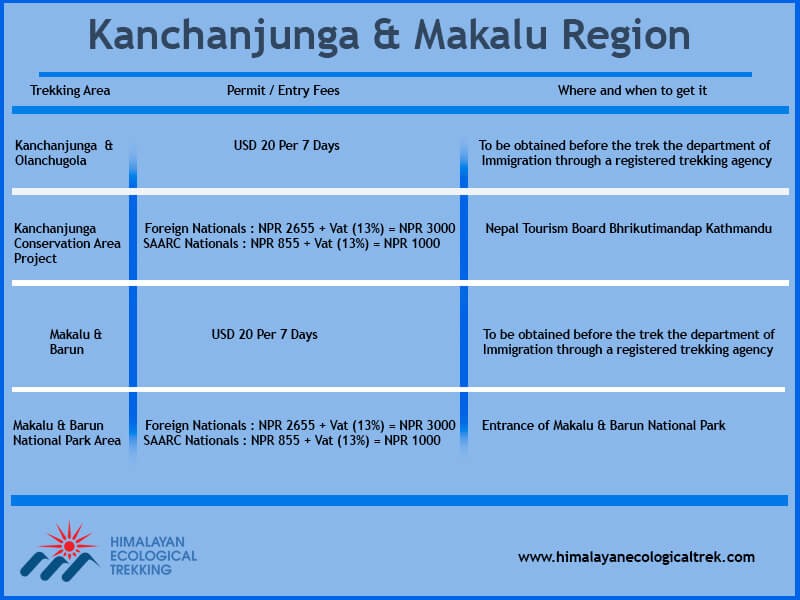 Kanchanjunga & Makalu Region
Trekking Area Permit / Entry Fees Where and when to get it
Kanchanjunga & USD 20 Per 7 Days To be obtained before the trek the department of
Olanchugola Immigration through a registered trekking agency
Kanchanjunga Foreign Nationals : NPR 2655 + Vat (13%) = NPR 3000 Nepal Tourism Board Bhrikutimandap Kathmandu
Conservation Area SAARC Nationals : NPR 855 + Vat (13%) = NPR 1000
Project
Makalu & USD 20 Per 7 Days To be obtained before the trek the department of
Barun Immigration through a registered trekking agency
Makalu & Barun Foreign Nationals : NPR 2655 + Vat (13%) = NPR 3000 Entrance of Makalu & Barun National Park
National Park Area SAARC Nationals : NPR 855 + Vat (13%) = NPR 1000
HIMALAYAN
ECOLOGICAL
TREKKING
www.himalayanecologicaltrek.com